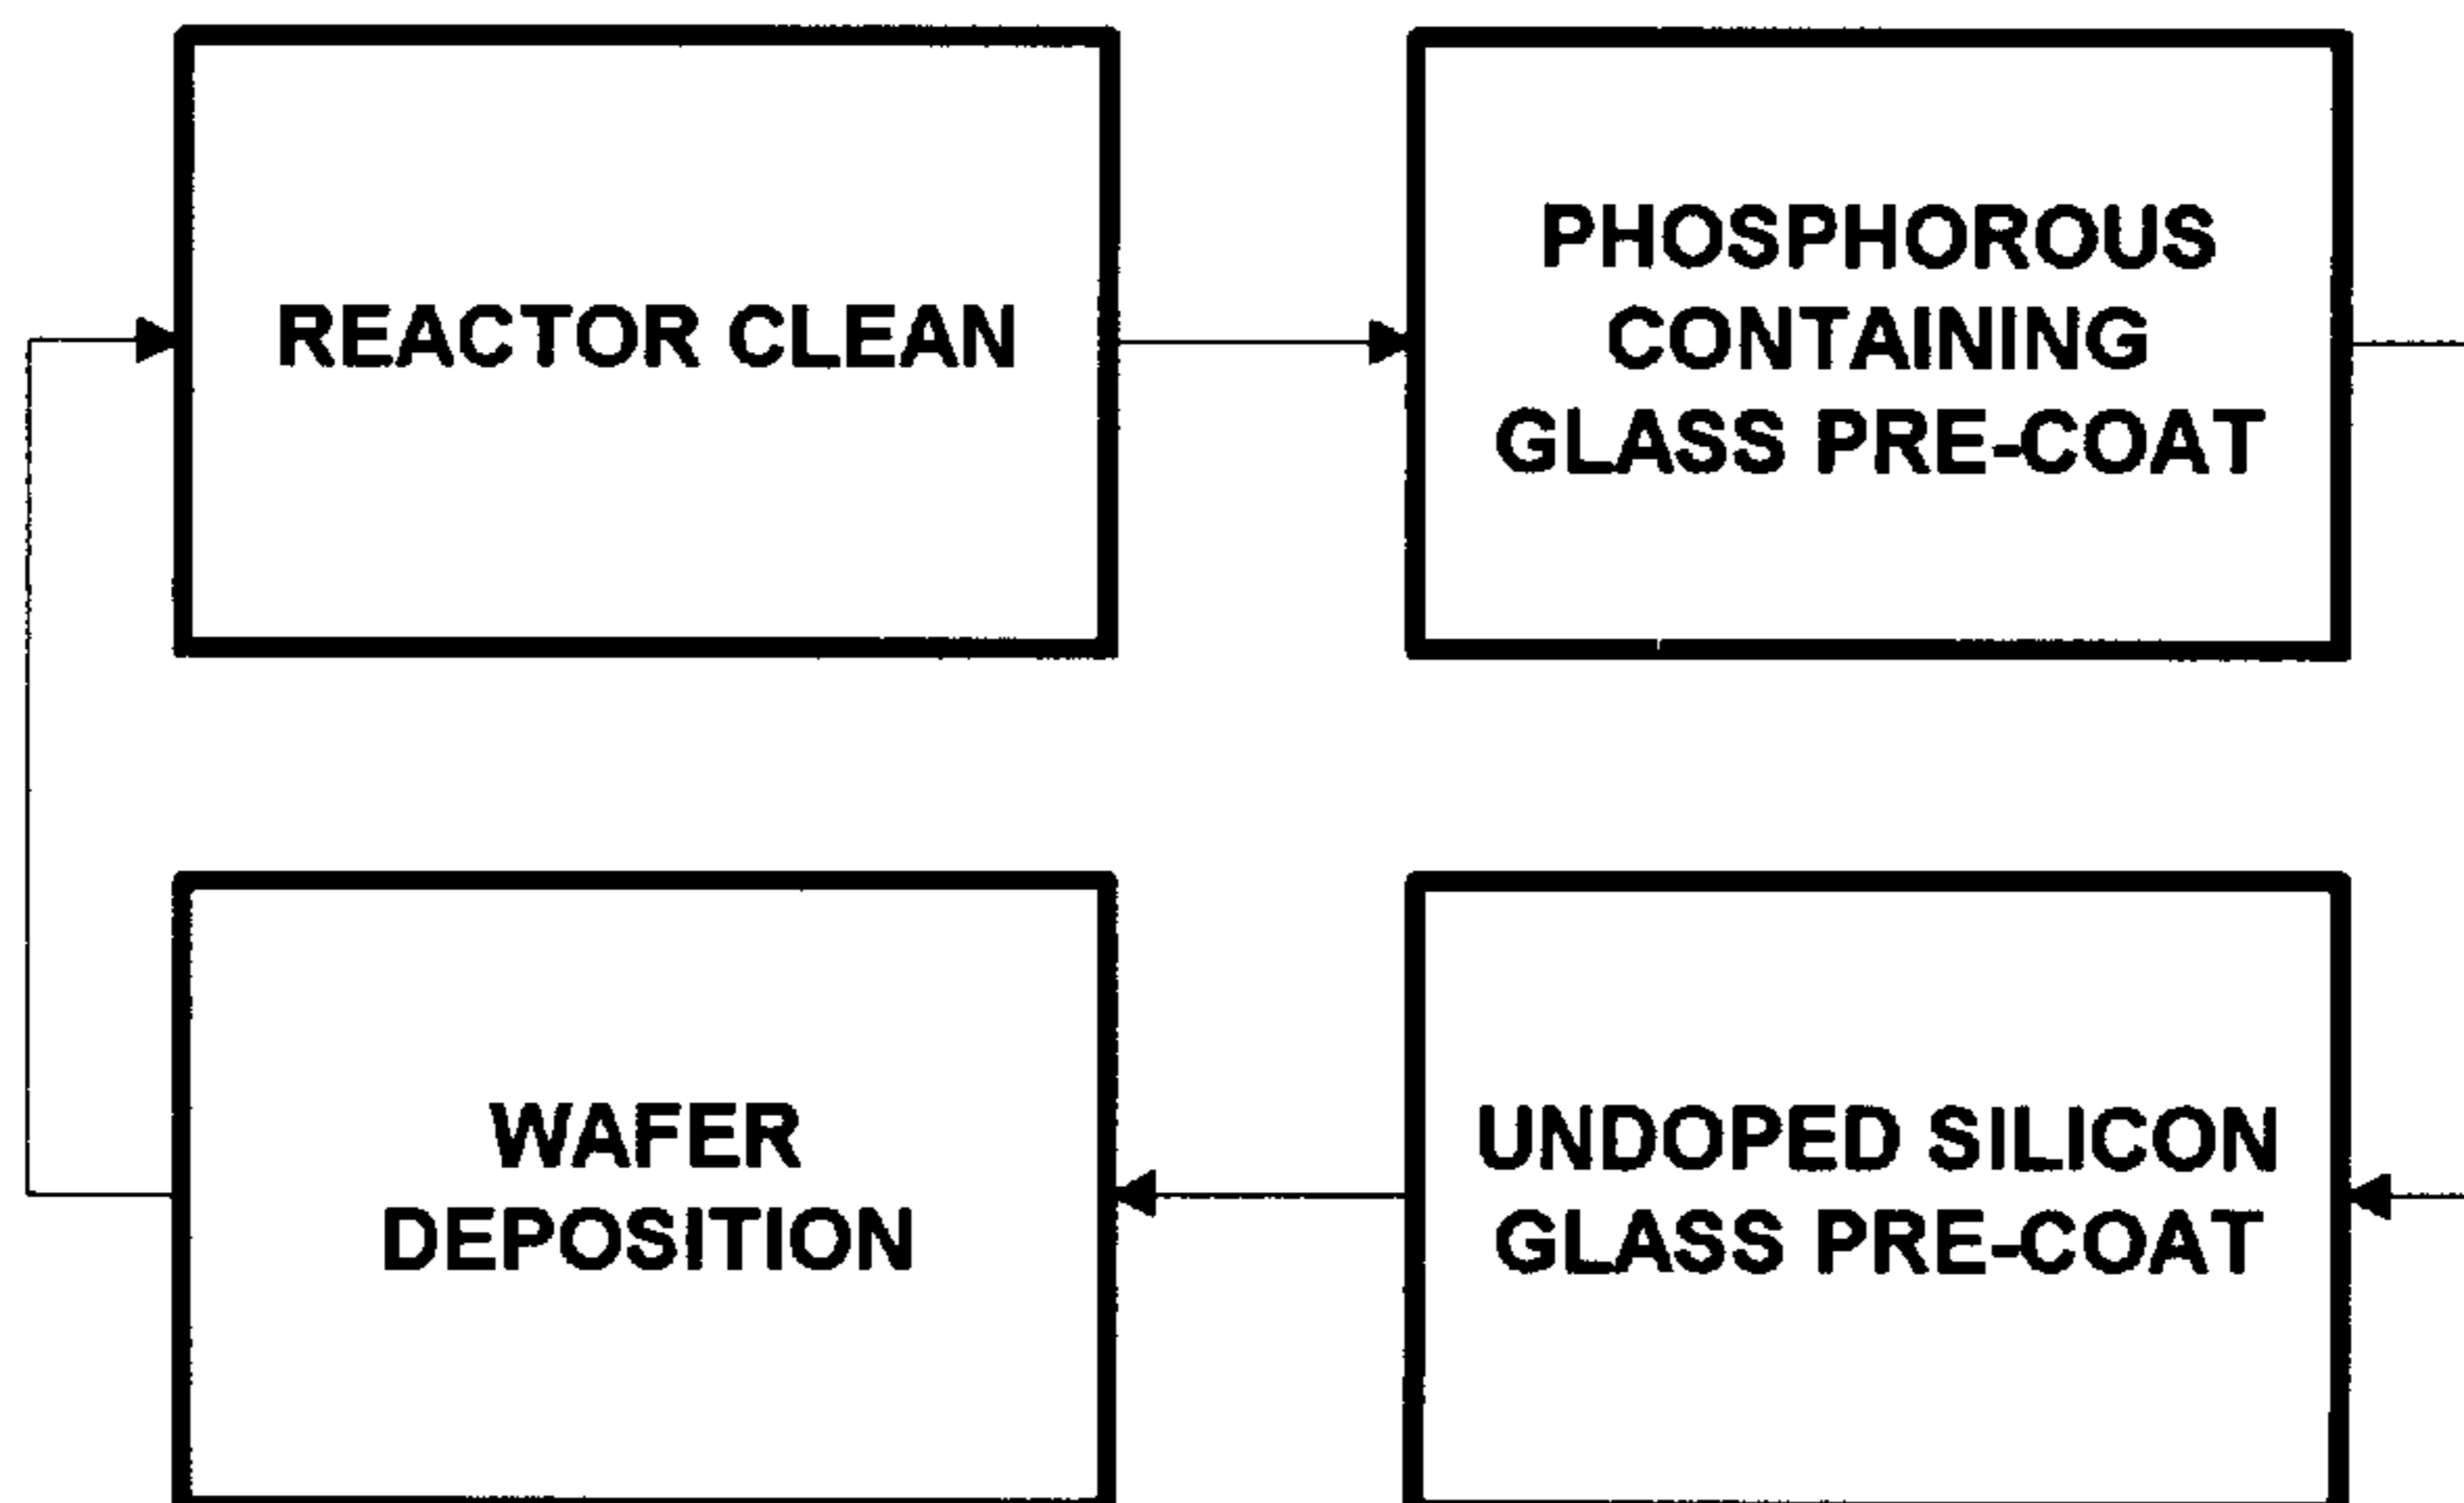 REACTOR CLEAN
PHOSPHOROUS
CONTAINING
GLASS PRE-COAT
WAFER
DEPOSITION
UNDOPED SILICON
GLASS PRE-COAT